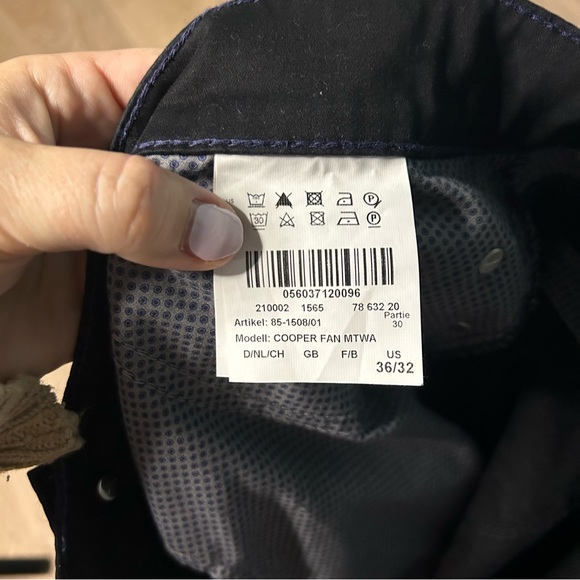 30
P
056037120096
210002 1565 78 632 20
Artikel: 85-1508/01 Partie 30
Modell: COOPER FAN MTWA
D/NL/CH GB F/B US
36/32